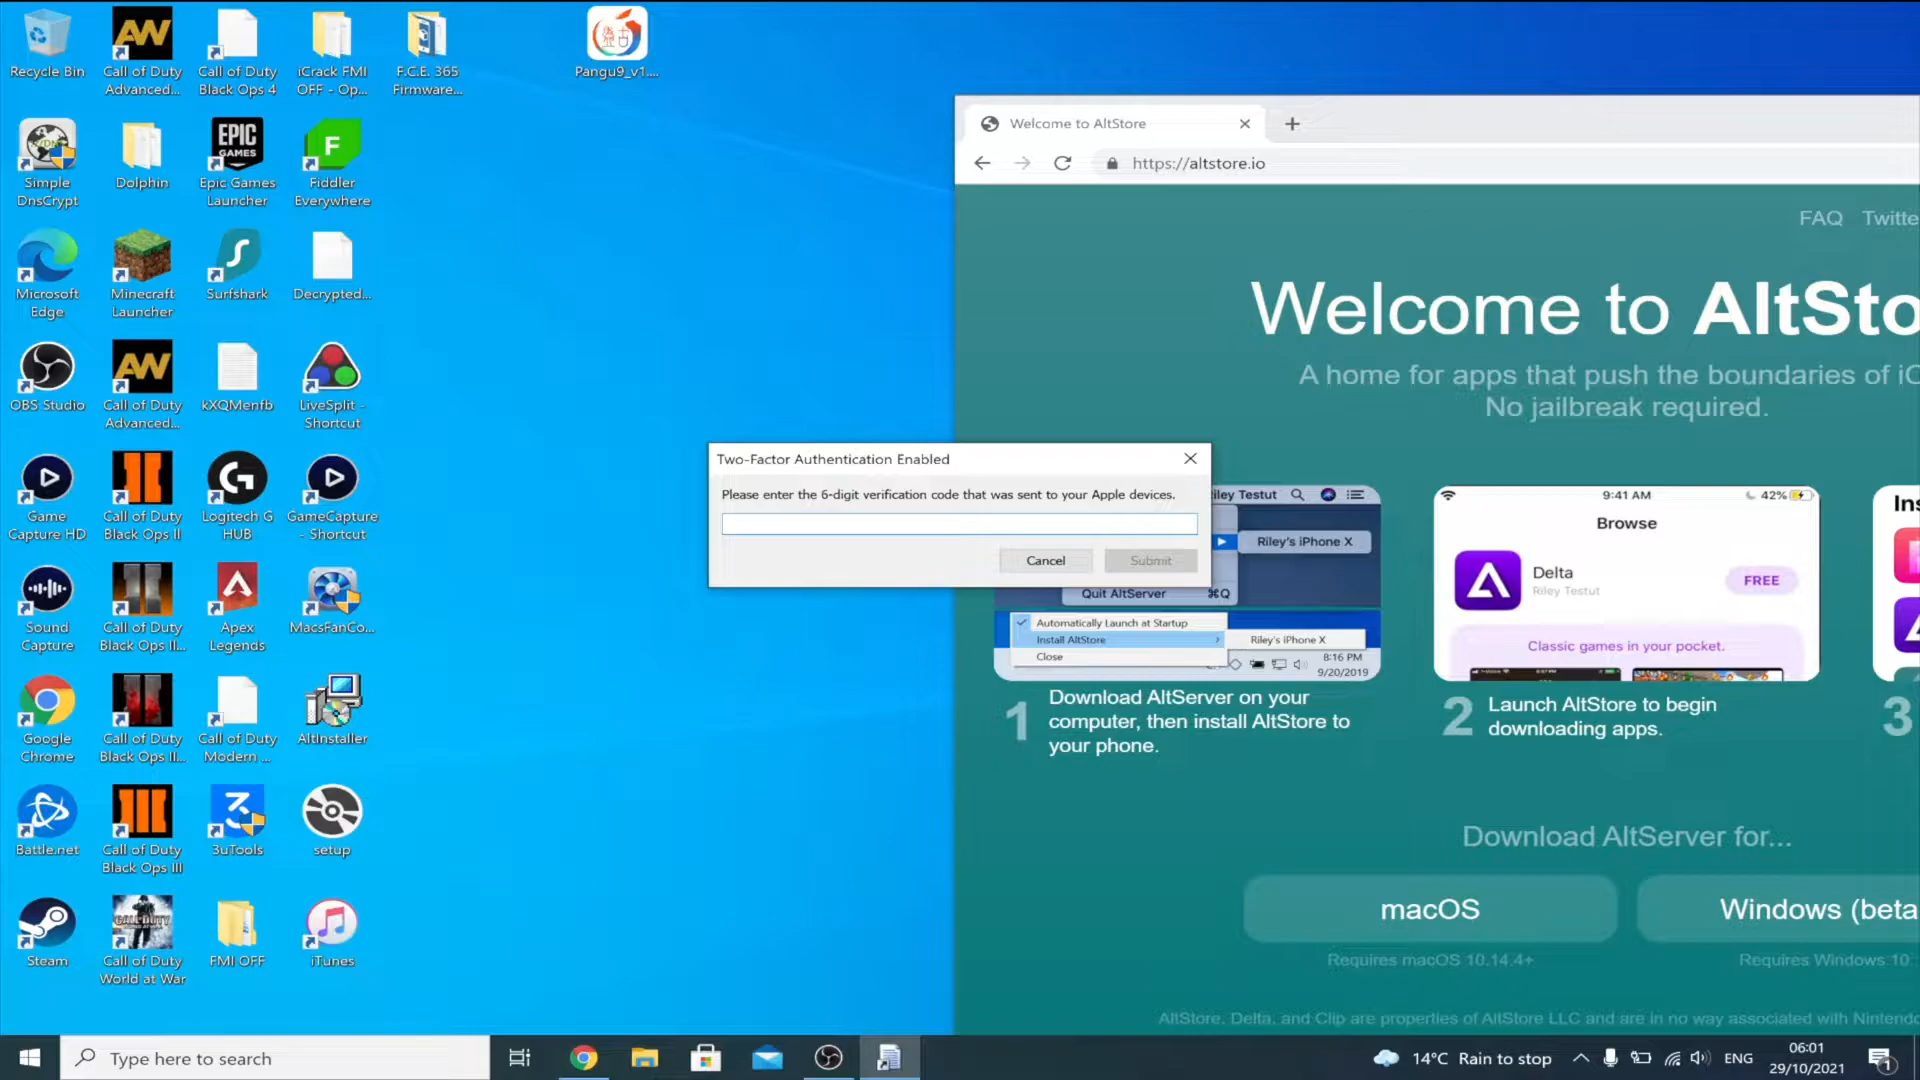 Recycle Bin
Call of Duty
Advanced...
Call of Duty
Black Ops 4
iCrack FMI
OFF - Op...
F.C.E. 365
Firmware...
Pangu9_v1....
Simple
DnsCrypt
Dolphin
EPIC
GAMES
Epic Games
Launcher
Fiddler
Everywhere
Microsoft
Edge
Minecraft
Launcher
Surfshark
Decrypted...
OBS Studio
AW
Call of Duty
Advanced...
kXQMenfb
LiveSplit -
Shortcut
Game
Capture HD
Call of Duty
Black Ops II
Logitech G
HUB
GameCapture
- Shortcut
Sound
Capture
Call of Duty
Black Ops II...
Apex
Legends
MacsFanCo...
Google
Chrome
Call of Duty
Black Ops II...
Call of Duty
Modern ...
AltInstaller
Battle.net
Call of Duty
Black Ops III
3uTools
setup
Steam
Call of Duty
World at War
FMI OFF
iTunes
Welcome to AltStore
https://altstore.io
FAQ Twitte
Welcome to AltSto
A home for apps that push the boundaries of iO
No jailbreak required.
Two-Factor Authentication Enabled
Please enter the 6-digit verification code that was sent to your Apple devices.
Cancel
Submit
iley Testut
Riley's iPhone X
Quit AltServer ⌘Q
Automatically Launch at Startup
Install AltStore
Riley's iPhone X
Close
8:16 PM
9/20/2019
1
Download AltServer on your
computer, then install AltStore to
your phone.
9:41 AM
42%
Browse
Delta
Riley Testut
FREE
Classic games in your pocket.
2
Launch AltStore to begin
downloading apps.
Ins
3
Download AltServer for...
macOS
Windows (beta
Requires macOS 10.14.4+
Requires Windows 10
AltStore, Delta, and Clip are properties of AltStore LLC and are in no way associated with Nintendo
Type here to search
14°C Rain to stop
ENG
06:01
29/10/2021
1